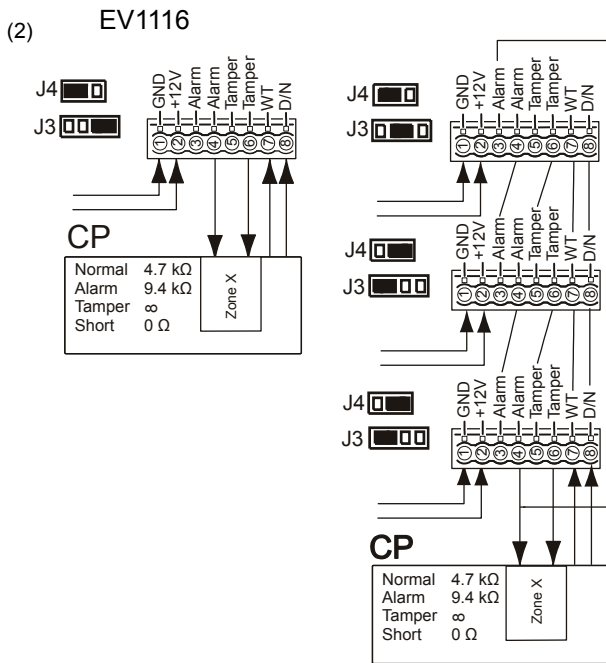 (2)
EV1116
J4
J3
GND
+12V
Alarm
Alarm
Tamper
Tamper
WT
D/N
1 2 3 4 5 6 7 8
CP
Normal 4.7 kΩ
Alarm 9.4 kΩ
Tamper ∞
Short 0 Ω
Zone X
J4
J3
GND
+12V
Alarm
Alarm
Tamper
Tamper
WT
D/N
1 2 3 4 5 6 7 8
J4
J3
GND
+12V
Alarm
Alarm
Tamper
Tamper
WT
D/N
1 2 3 4 5 6 7 8
J4
J3
GND
+12V
Alarm
Alarm
Tamper
Tamper
WT
D/N
1 2 3 4 5 6 7 8
CP
Normal 4.7 kΩ
Alarm 9.4 kΩ
Tamper ∞
Short 0 Ω
Zone X